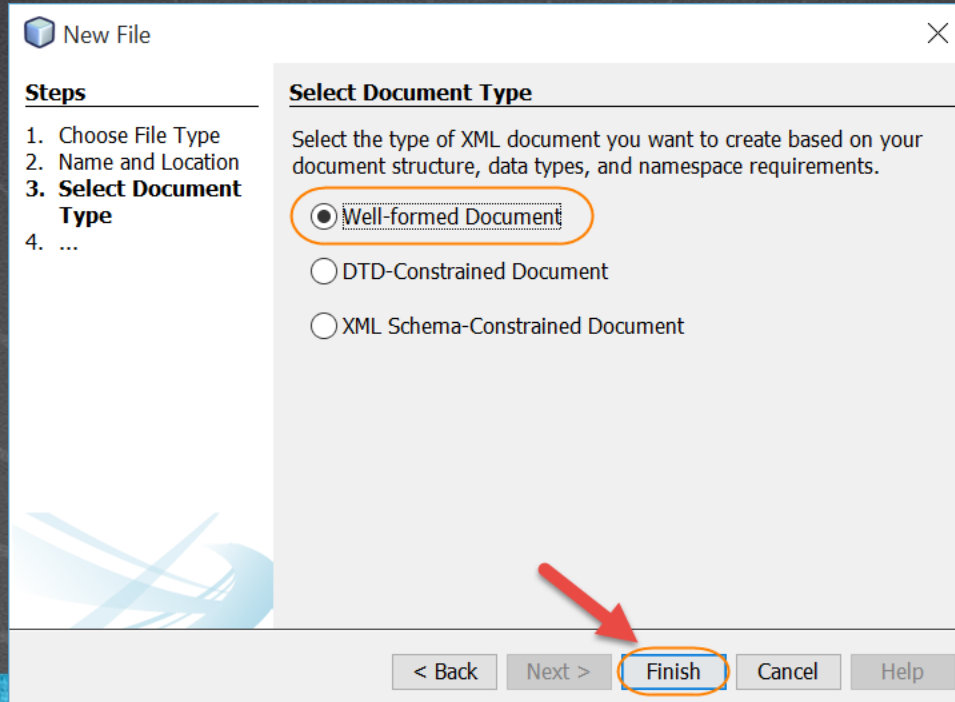 New File
Steps
1. Choose File Type
2. Name and Location
3. Select Document
Type
4. ...
Select Document Type
Select the type of XML document you want to create based on your
document structure, data types, and namespace requirements.
Well-formed Document
DTD-Constrained Document
XML Schema-Constrained Document
< Back
Next >
Finish
Cancel
Help